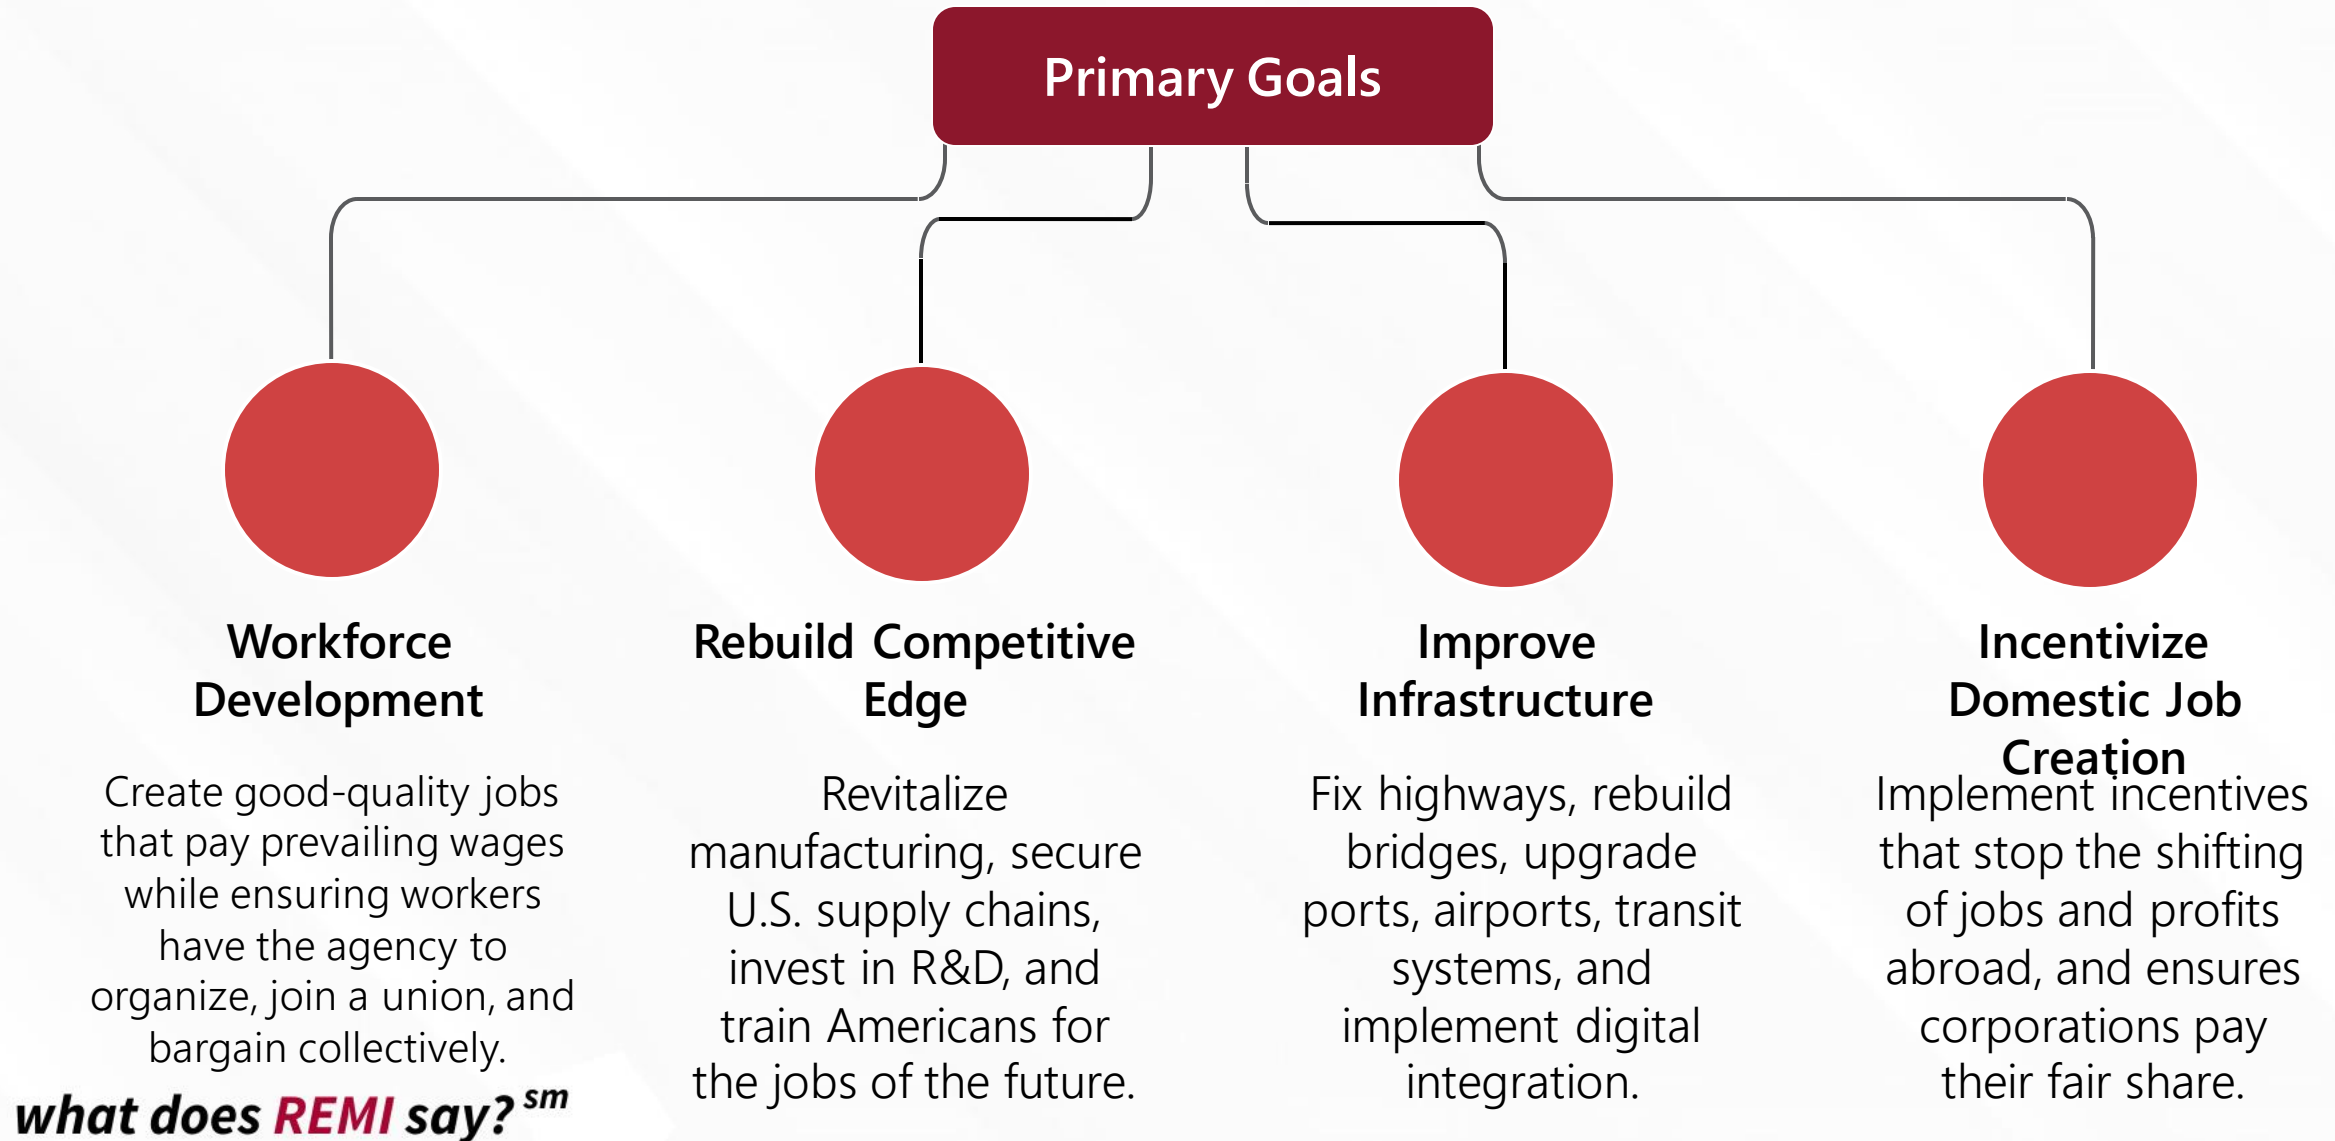 Primary Goals
Workforce
Development
Create good-quality jobs
that pay prevailing wages
while ensuring workers
have the agency to
organize, join a union, and
bargain collectively.
Rebuild Competitive
Edge
Revitalize
manufacturing, secure
U.S. supply chains,
invest in R&D, and
train Americans for
the jobs of the future.
Improve
Infrastructure
Fix highways, rebuild
bridges, upgrade
ports, airports, transit
systems, and
implement digital
integration.
Incentivize
Domestic Job
Creation
Implement incentives
that stop the shifting
of jobs and profits
abroad, and ensures
corporations pay
their fair share.
what does REMI say? sm